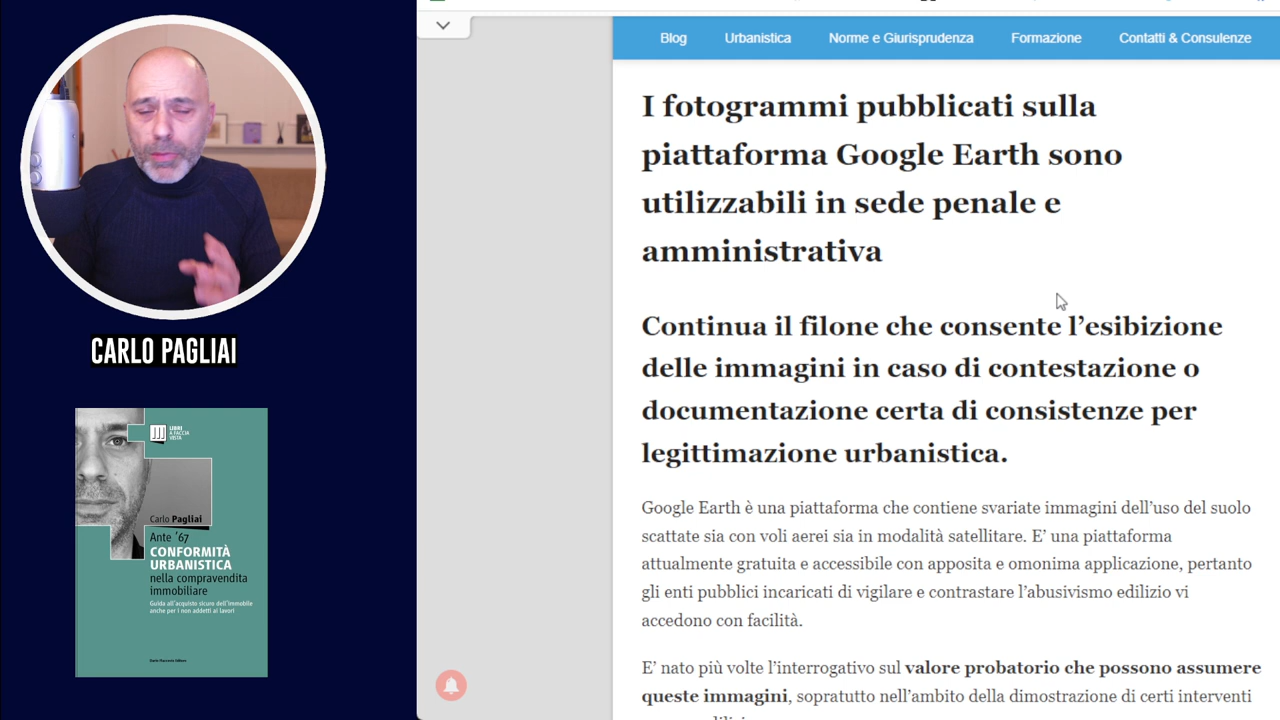 Blog Urbanistica Norme e Giurisprudenza Formazione Contatti & Consulenze
I fotogrammi pubblicati sulla
piattaforma Google Earth sono
utilizzabili in sede penale e
amministrativa
Continua il filone che consente l’esibizione
delle immagini in caso di contestazione o
documentazione certa di consistenze per
legittimazione urbanistica.
Google Earth è una piattaforma che contiene svariate immagini dell’uso del suolo
scattate sia con voli aerei sia in modalità satellitare. E’ una piattaforma
attualmente gratuita e accessibile con apposita e omonima applicazione, pertanto
gli enti pubblici incaricati di vigilare e contrastare l’abusivismo edilizio vi
accedono con facilità.
E’ nato più volte l’interrogativo sul valore probatorio che possono assumere
queste immagini, sopratutto nell’ambito della dimostrazione di certi interventi
CARLO PAGLIAI
LIBRI
A FACCIA
VISTA
Carlo Pagliai
Ante ’67
CONFORMITÀ
URBANISTICA
nella compravendita
immobiliare
Guida all’acquisto sicuro dell’immobile
anche per i non addetti ai lavori